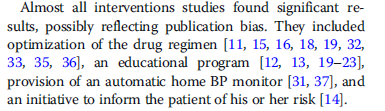 Almost all interventions studies found significant re-
sults, possibly reflecting publication bias. They included
optimization of the drug regimen [11, 15, 16, 18, 19, 32,
33, 35, 36], an educational program [12, 13, 19–23],
provision of an automatic home BP monitor [31, 37], and
an initiative to inform the patient of his or her risk [14].